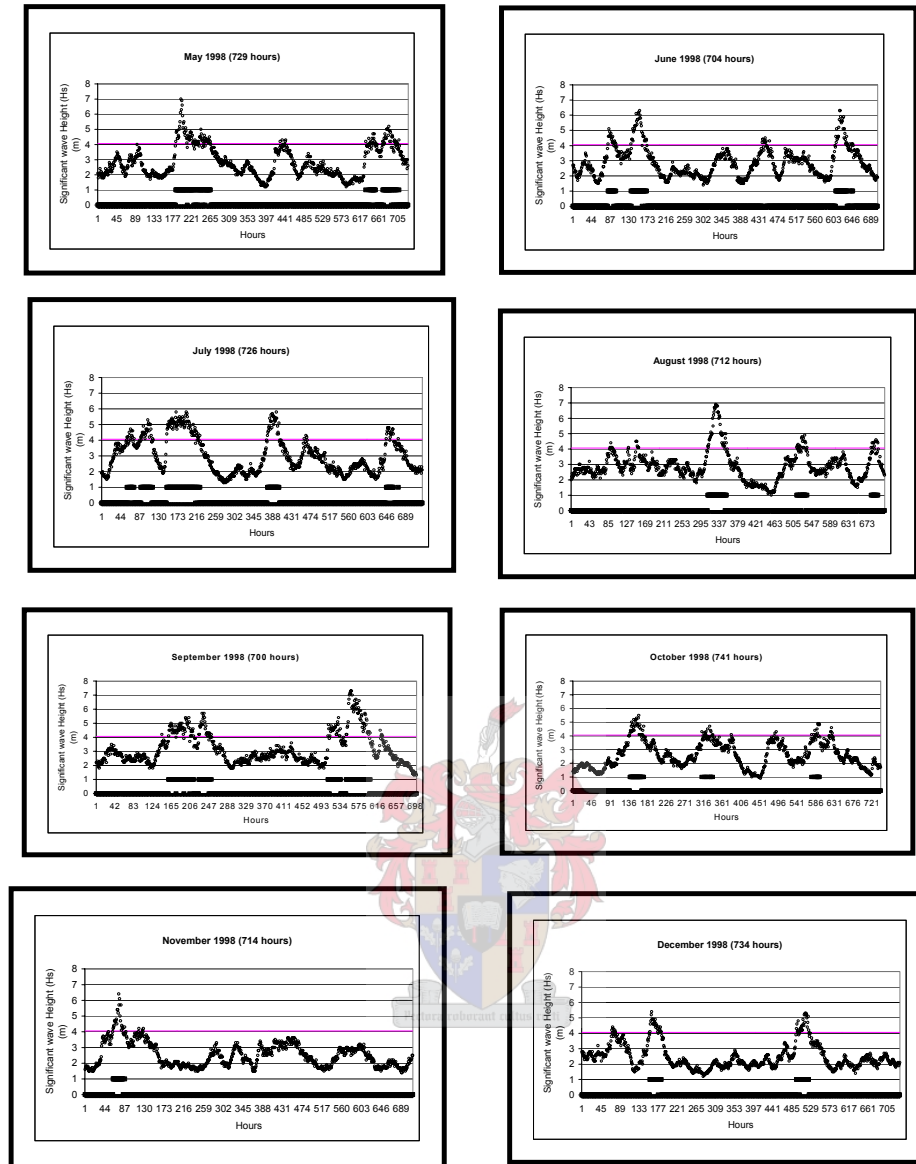 May 1998 (729 hours)
Significant wave Height (Hs)
(m)
8
7
6
5
4
3
2
1
0
1 45 89 133 177 221 265 309 353 397 441 485 529 573 617 661 705
Hours
June 1998 (704 hours)
Significant wave Height (Hs)
(m)
8
7
6
5
4
3
2
1
0
1 44 87 130 173 216 259 302 345 388 431 474 517 560 603 646 689
Hours
July 1998 (726 hours)
Significant wave Height (Hs)
(m)
8
7
6
5
4
3
2
1
0
1 44 87 130 173 216 259 302 345 388 431 474 517 560 603 646 689
Hours
August 1998 (712 hours)
Significant wave Height (Hs)
(m)
8
7
6
5
4
3
2
1
0
1 43 85 127 169 211 253 295 337 379 421 463 505 547 589 631 673
Hours
September 1998 (700 hours)
Significant wave Height (Hs)
(m)
8
7
6
5
4
3
2
1
0
1 42 83 124 165 206 247 288 329 370 411 452 493 534 575 616 657 698
Hours
October 1998 (741 hours)
Significant wave Height (Hs)
(m)
8
7
6
5
4
3
2
1
0
1 46 91 136 181 226 271 316 361 406 451 496 541 586 631 676 721
Hours
November 1998 (714 hours)
Significant wave Height (Hs)
(m)
8
7
6
5
4
3
2
1
0
1 44 87 130 173 216 259 302 345 388 431 474 517 560 603 646 689
Hours
December 1998 (734 hours)
Significant wave Height (Hs)
(m)
8
7
6
5
4
3
2
1
0
1 45 89 133 177 221 265 309 353 397 441 485 529 573 617 661 705
Hours
roborant cultus recti